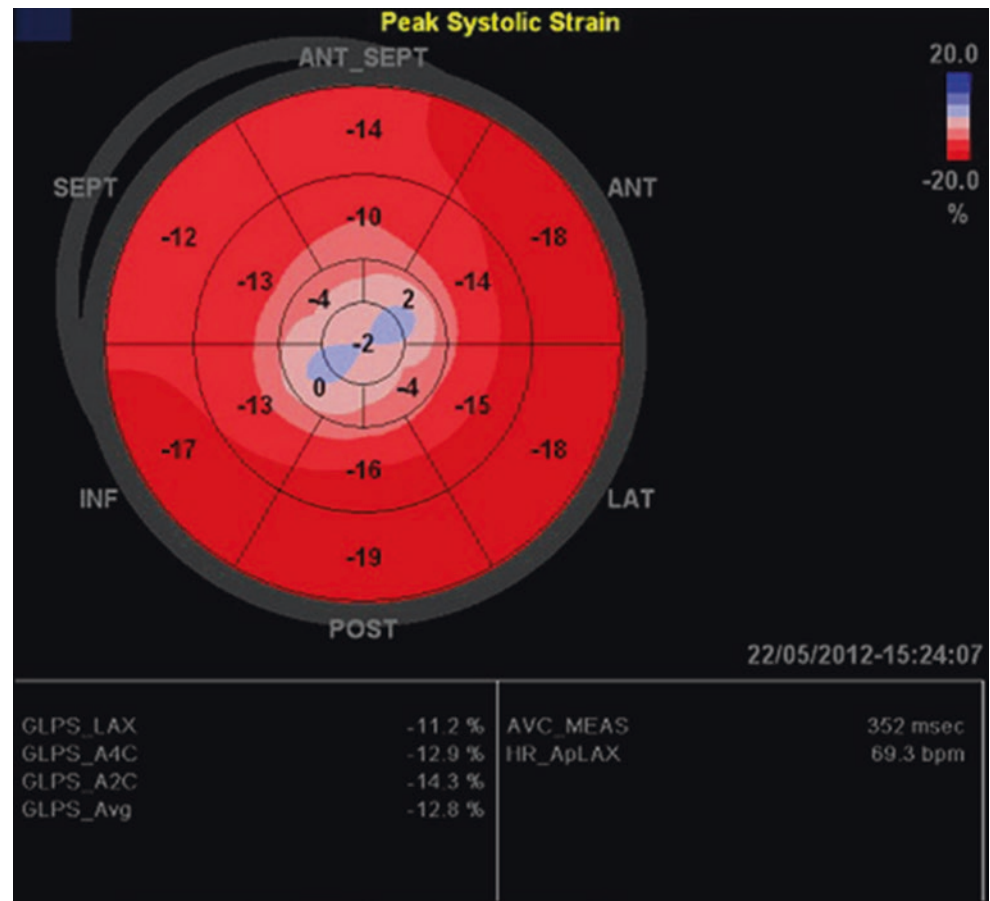 Peak Systolic Strain
ANT_SEPT
20.0
-20.0
%
SEPT
ANT
-14
-12
-18
-10
-13
-14
-4
2
-2
0
-4
-13
-15
-17
-18
-16
INF
LAT
-19
POST
22/05/2012-15:24:07
GLPS_LAX -11.2 %
GLPS_A4C -12.9 %
GLPS_A2C -14.3 %
GLPS_Avg -12.8 %
AVC_MEAS 352 msec
HR_ApLAX 69.3 bpm